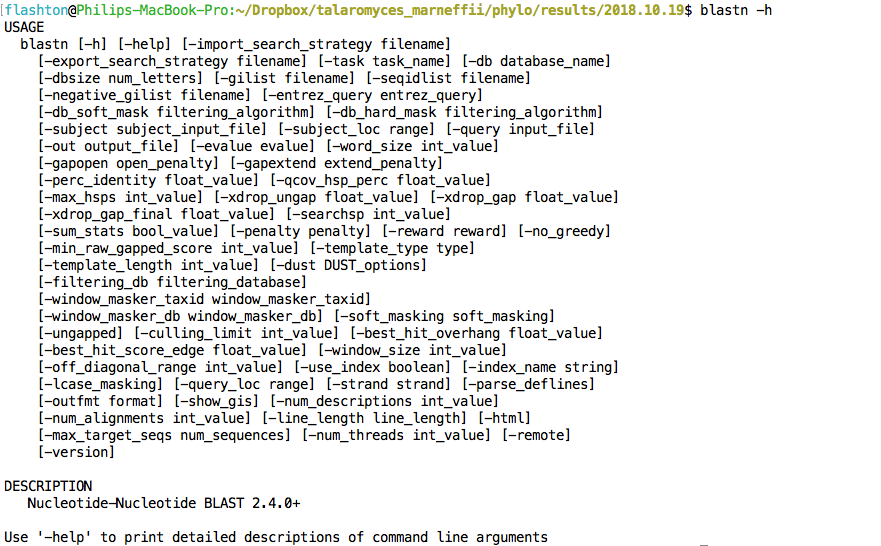 [flashton@Philips-MacBook-Pro:~/Dropbox/talaromyces_marneffii/phylo/results/2018.10.19$ blastn -h
USAGE
  blastn [-h] [-help] [-import_search_strategy filename]
    [-export_search_strategy filename] [-task task_name] [-db database_name]
    [-dbsize num_letters] [-gilist filename] [-seqidlist filename]
    [-negative_gilist filename] [-entrez_query entrez_query]
    [-db_soft_mask filtering_algorithm] [-db_hard_mask filtering_algorithm]
    [-subject subject_input_file] [-subject_loc range] [-query input_file]
    [-out output_file] [-evalue evalue] [-word_size int_value]
    [-gapopen open_penalty] [-gapextend extend_penalty]
    [-perc_identity float_value] [-qcov_hsp_perc float_value]
    [-max_hsps int_value] [-xdrop_ungap float_value] [-xdrop_gap float_value]
    [-xdrop_gap_final float_value] [-searchsp int_value]
    [-sum_stats bool_value] [-penalty penalty] [-reward reward] [-no_greedy]
    [-min_raw_gapped_score int_value] [-template_type type]
    [-template_length int_value] [-dust DUST_options]
    [-filtering_db filtering_database]
    [-window_masker_taxid window_masker_taxid]
    [-window_masker_db window_masker_db] [-soft_masking soft_masking]
    [-ungapped] [-culling_limit int_value] [-best_hit_overhang float_value]
    [-best_hit_score_edge float_value] [-window_size int_value]
    [-off_diagonal_range int_value] [-use_index boolean] [-index_name string]
    [-lcase_masking] [-query_loc range] [-strand strand] [-parse_deflines]
    [-outfmt format] [-show_gis] [-num_descriptions int_value]
    [-num_alignments int_value] [-line_length line_length] [-html]
    [-max_target_seqs num_sequences] [-num_threads int_value] [-remote]
    [-version]

DESCRIPTION
   Nucleotide-Nucleotide BLAST 2.4.0+

Use '-help' to print detailed descriptions of command line arguments